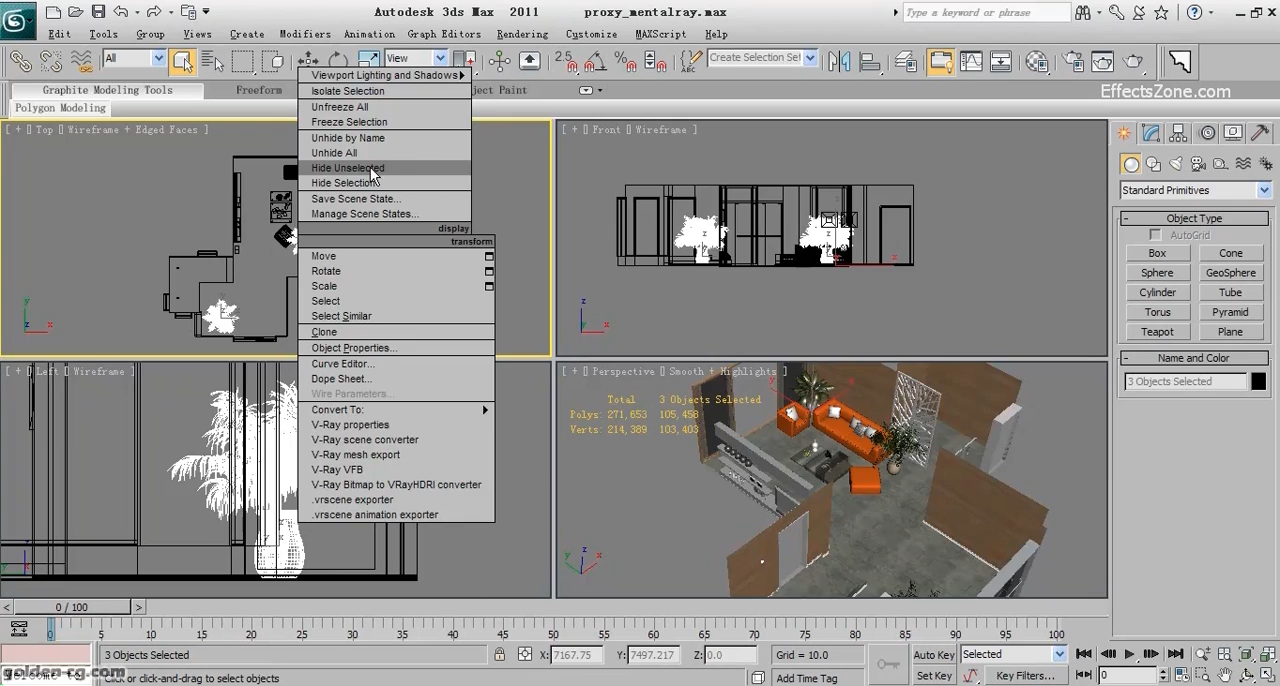 Autodesk 3ds Max 2011 proxy_mentalray.max
Type a keyword or phrase
Edit Tools Group Views Create Modifiers Animation Graph Editors Rendering Customize MAXScript Help
All View 2.5 Create Selection Set
Graphite Modeling Tools Freeform ject Paint
EffectsZone.com
Polygon Modeling
[ + [] Top [] Wireframe + Edged Faces ]
[ + [] Front [] Wireframe ]
Viewport Lighting and Shadows
Isolate Selection
Unfreeze All
Freeze Selection
Unhide by Name
Unhide All
Hide Unselected
Hide Selection
Save Scene State...
Manage Scene States...
display
transform
Move
Rotate
Scale
Select
Select Similar
Clone
Object Properties...
Curve Editor...
Dope Sheet...
Wire Parameters...
Convert To:
V-Ray properties
V-Ray scene converter
V-Ray mesh export
V-Ray VFB
V-Ray Bitmap to VRayHDRI converter
.vrscene exporter
.vrscene animation exporter
Standard Primitives
Object Type
AutoGrid
Box Cone
Sphere GeoSphere
Cylinder Tube
Torus Pyramid
Teapot Plane
Name and Color
3 Objects Selected
[ + [] Left [] Wireframe ]
[ + [] Perspective [] Smooth + Highlights ]
Total 3 Objects Selected
Polys: 271,653 105,458
Verts: 214,389 103,403
0 / 100
0 5 10 15 20 25 30 35 40 45 50 55 60 65 70 75 80 85 90 95 100
3 Objects Selected X: 7167.75 Y: 7497.217 Z: 0.0 Grid = 10.0 Auto Key Selected
golden-cg.com
Click or click-and-drag to select objects Add Time Tag Set Key Key Filters... 0